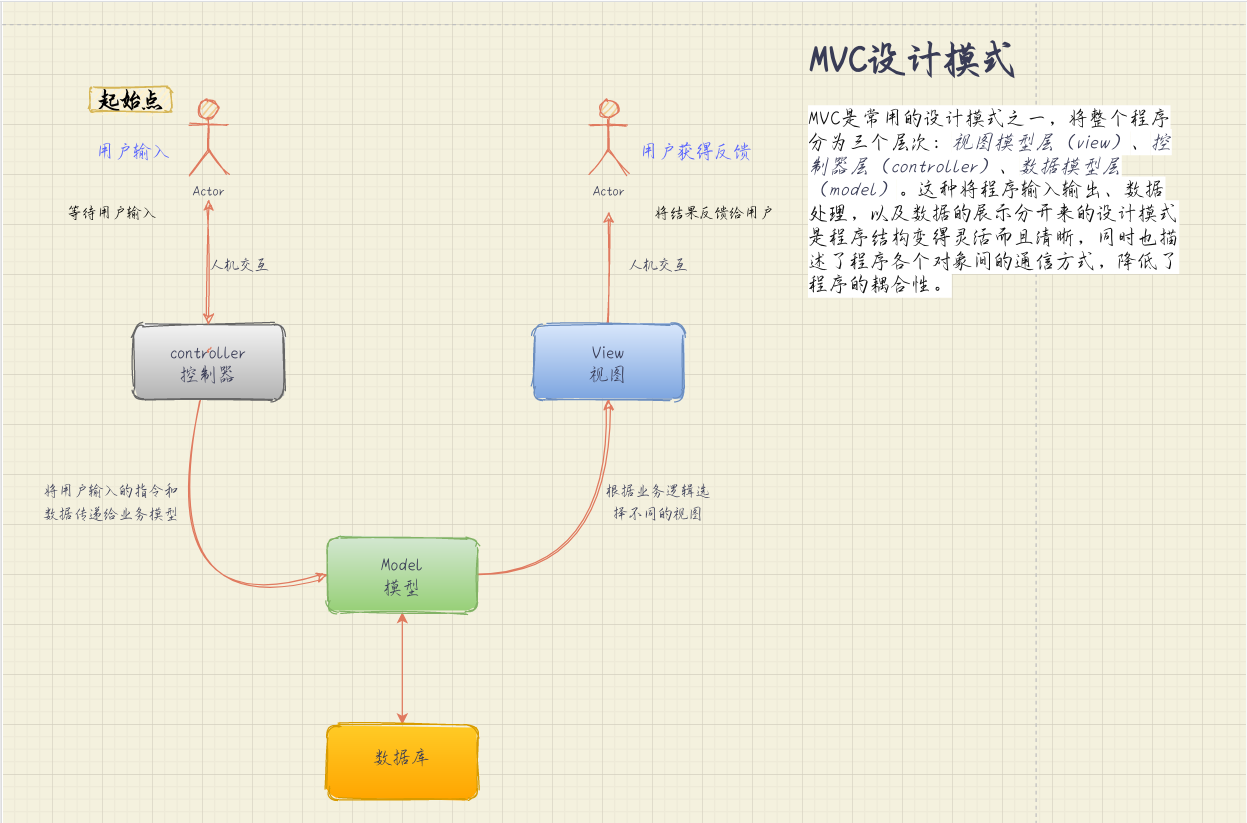 MVC设计模式
起始点
MVC是常用的设计模式之一，将整个程序
分为三个层次：视图模型层（view）、控
制器层（controller）、数据模型层
（model）。这种将程序输入输出、数据
处理，以及数据的展示分开来的设计模式
是程序结构变得灵活而且清晰，同时也描
述了程序各个对象间的通信方式，降低了
程序的耦合性。
用户输入
用户获得反馈
Actor
Actor
等待用户输入
将结果反馈给用户
人机交互
人机交互
controller
控制器
View
视图
将用户输入的指令和
数据传递给业务模型
根据业务逻辑选
择不同的视图
Model
模型
数据库